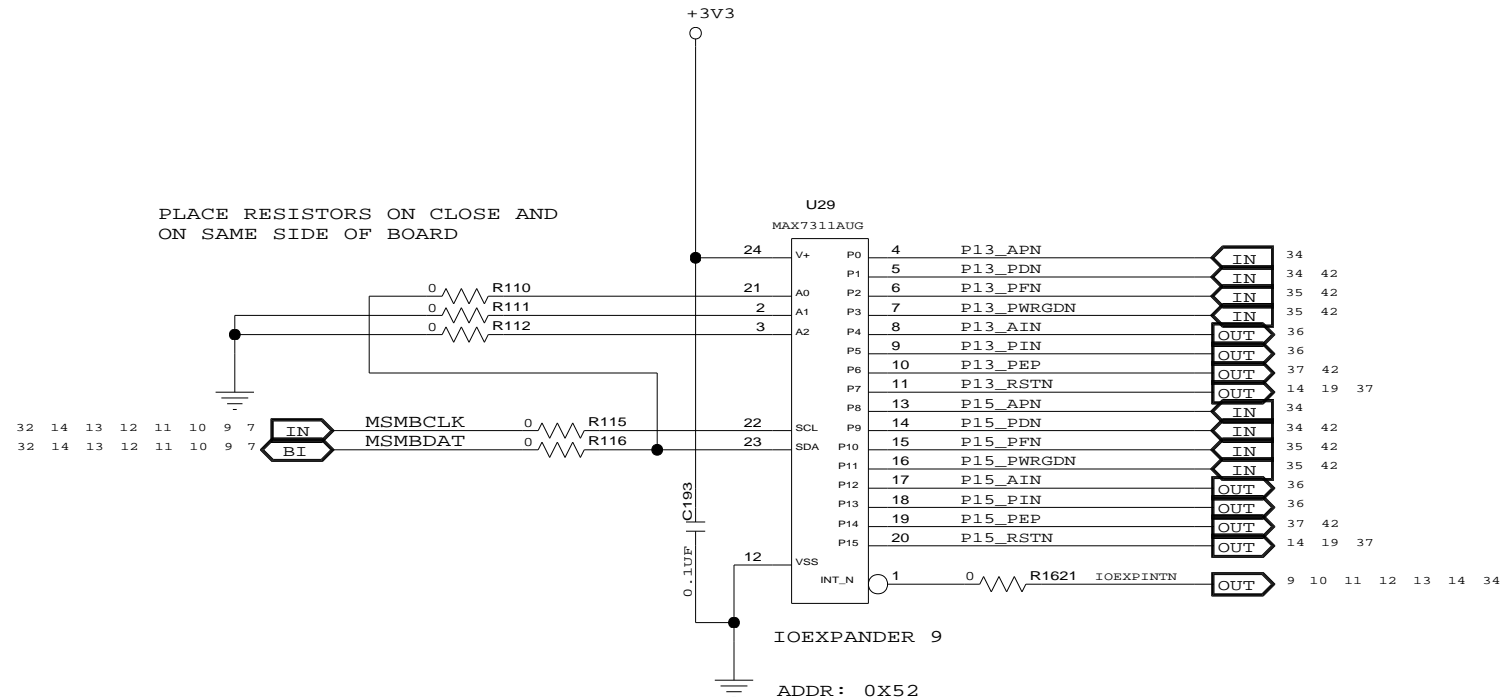 +3V3
PLACE RESISTORS ON CLOSE AND
ON SAME SIDE OF BOARD
U29
MAX7311AUG
24 V+ P0 4 P13_APN IN 34
P1 5 P13_PDN IN 34 42
0 R110 21 A0 P2 6 P13_PFN IN 35 42
0 R111 2 A1 P3 7 P13_PWRGDN IN 35 42
0 R112 3 A2 P4 8 P13_AIN OUT 36
P5 9 P13_PIN OUT 36
P6 10 P13_PEP OUT 37 42
P7 11 P13_RSTN OUT 14 19 37
P8 13 P15_APN IN 34
32 14 13 12 11 10 9 7 IN MSMBCLK 0 R115 22 SCL P9 14 P15_PDN IN 34 42
32 14 13 12 11 10 9 7 BI MSMBDAT 0 R116 23 SDA P10 15 P15_PFN IN 35 42
P11 16 P15_PWRGDN IN 35 42
P12 17 P15_AIN OUT 36
P13 18 P15_PIN OUT 36
C193 P14 19 P15_PEP OUT 37 42
P15 20 P15_RSTN OUT 14 19 37
0.1UF 12 VSS
INT_N 1 0 R1621 IOEXPINTN OUT 9 10 11 12 13 14 34
IOEXPANDER 9
ADDR: 0X52